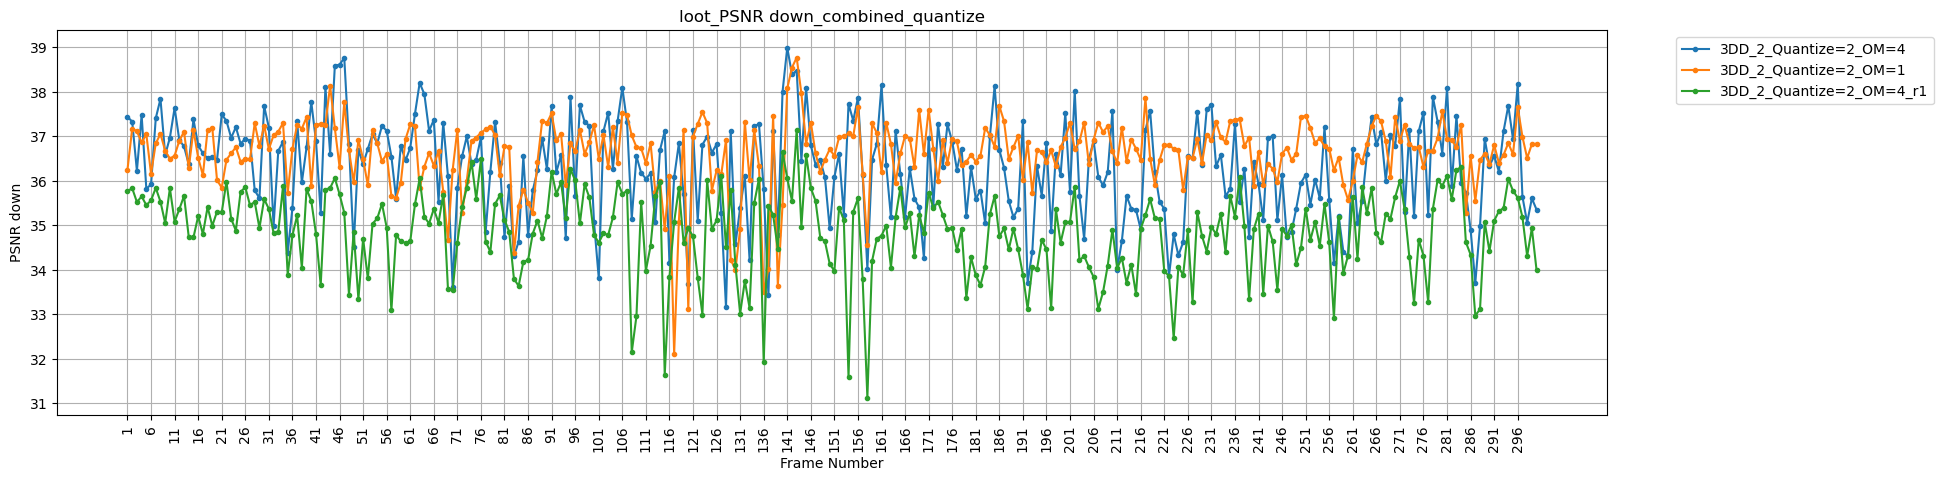 loot_PSNR down_combined_quantize
PSNR down
39
38
37
36
35
34
33
32
31
1 6 11 16 21 26 31 36 41 46 51 56 61 66 71 76 81 86 91 96 101 106 111 116 121 126 131 136 141 146 151 156 161 166 171 176 181 186 191 196 201 206 211 216 221 226 231 236 241 246 251 256 261 266 271 276 281 286 291 296
Frame Number
3DD_2_Quantize=2_OM=4
3DD_2_Quantize=2_OM=1
3DD_2_Quantize=2_OM=4_r1